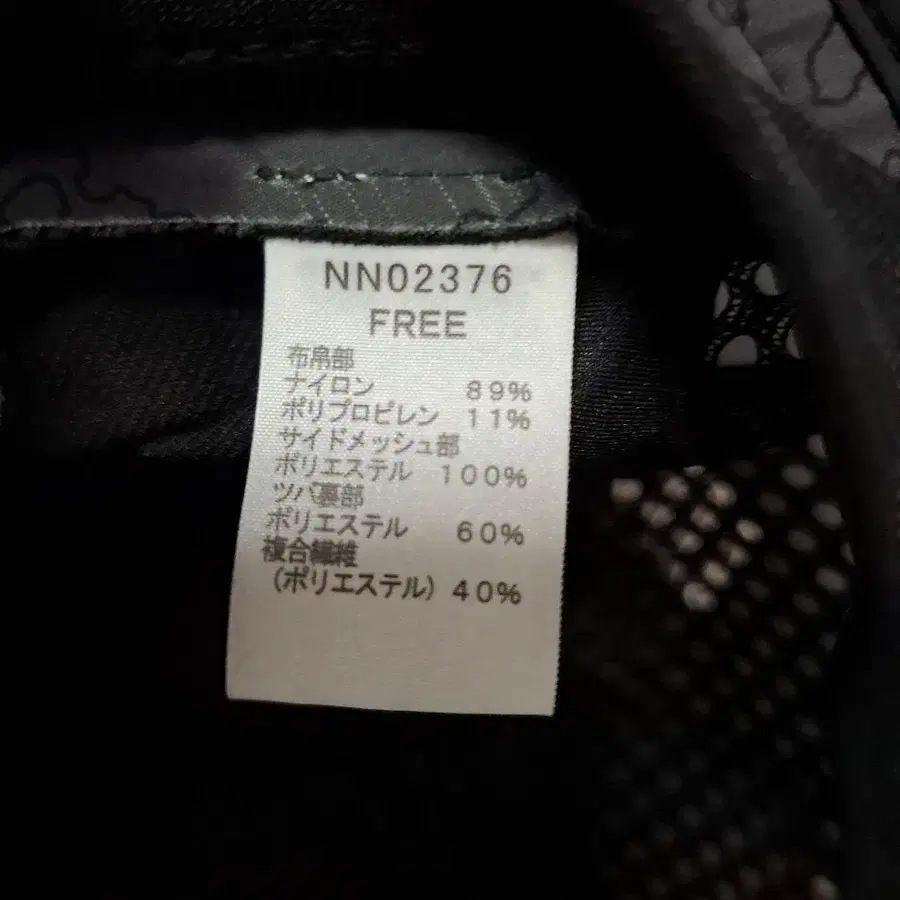 NN02376
FREE
布帛部
ナイロン 89%
ポリプロピレン 11%
サイドメッシュ部
ポリエステル 100%
ツバ裏部
ポリエステル 60%
複合繊維
(ポリエステル) 40%